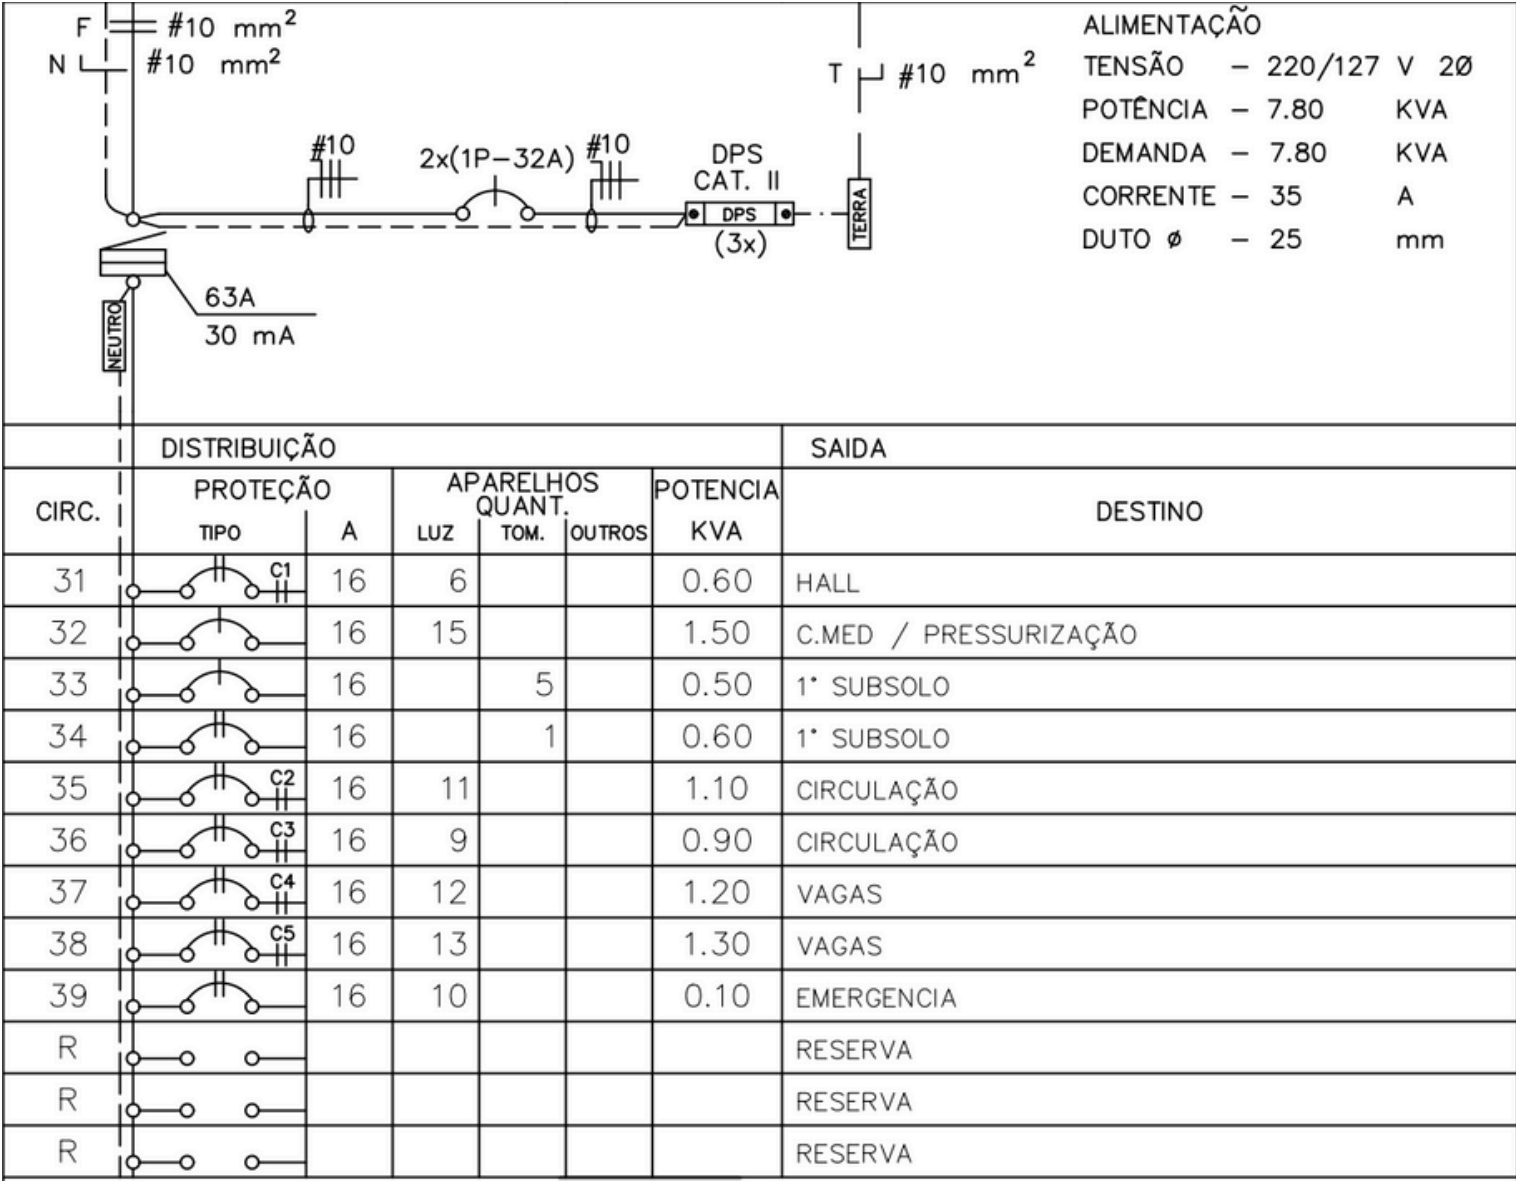 F #10 mm²
N #10 mm²
T #10 mm²
#10
2x(1P-32A)
#10
DPS
CAT. II
DPS
(3x)
TERRA
63A
30 mA
NEUTRO
ALIMENTAÇÃO
TENSÃO - 220/127 V 2Ø
POTÊNCIA - 7.80 KVA
DEMANDA - 7.80 KVA
CORRENTE - 35 A
DUTO ø - 25 mm
DISTRIBUIÇÃO SAIDA
CIRC. PROTEÇÃO APARELHOS QUANT. POTENCIA DESTINO
TIPO A LUZ TOM. OUTROS KVA
31 C1 16 6 0.60 HALL
32 16 15 1.50 C.MED / PRESSURIZAÇÃO
33 16 5 0.50 1° SUBSOLO
34 16 1 0.60 1° SUBSOLO
35 C2 16 11 1.10 CIRCULAÇÃO
36 C3 16 9 0.90 CIRCULAÇÃO
37 C4 16 12 1.20 VAGAS
38 C5 16 13 1.30 VAGAS
39 16 10 0.10 EMERGENCIA
R RESERVA
R RESERVA
R RESERVA